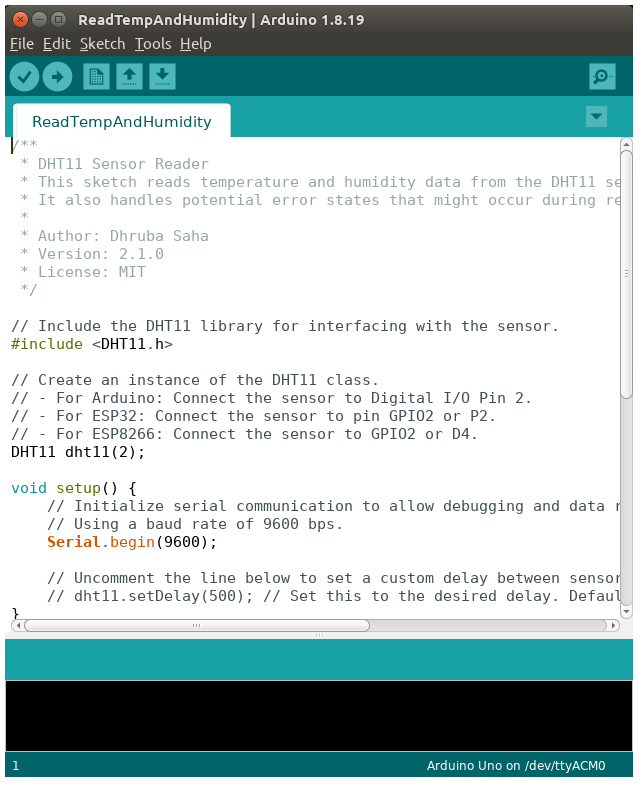 ReadTempAndHumidity | Arduino 1.8.19
File Edit Sketch Tools Help
ReadTempAndHumidity
/**
 * DHT11 Sensor Reader
 * This sketch reads temperature and humidity data from the DHT11 se
 * It also handles potential error states that might occur during re
 *
 * Author: Dhruba Saha
 * Version: 2.1.0
 * License: MIT
 */
// Include the DHT11 library for interfacing with the sensor.
#include <DHT11.h>
// Create an instance of the DHT11 class.
// - For Arduino: Connect the sensor to Digital I/O Pin 2.
// - For ESP32: Connect the sensor to pin GPIO2 or P2.
// - For ESP8266: Connect the sensor to GPIO2 or D4.
DHT11 dht11(2);
void setup() {
    // Initialize serial communication to allow debugging and data r
    // Using a baud rate of 9600 bps.
    Serial.begin(9600);
    // Uncomment the line below to set a custom delay between sensor
    // dht11.setDelay(500); // Set this to the desired delay. Defaul
}
1
Arduino Uno on /dev/ttyACM0